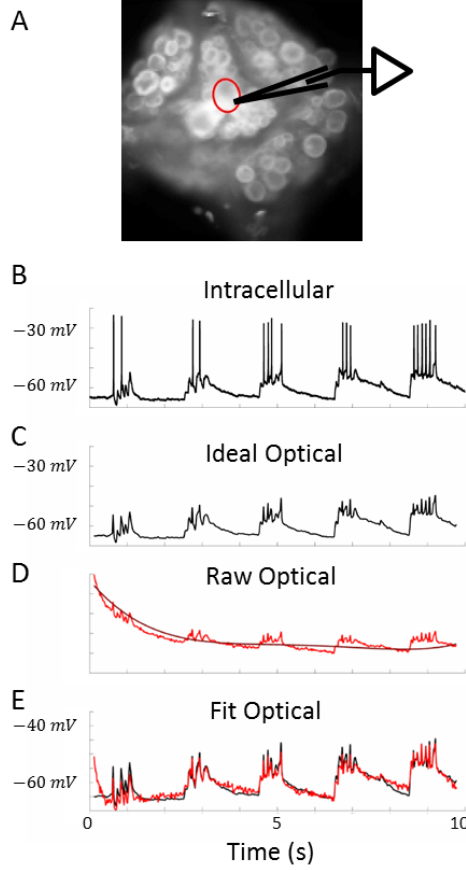 A
B
Intracellular
−30 mV
−60 mV
C
Ideal Optical
−30 mV
−60 mV
D
Raw Optical
E
Fit Optical
−40 mV
−60 mV
0 5 10
Time (s)